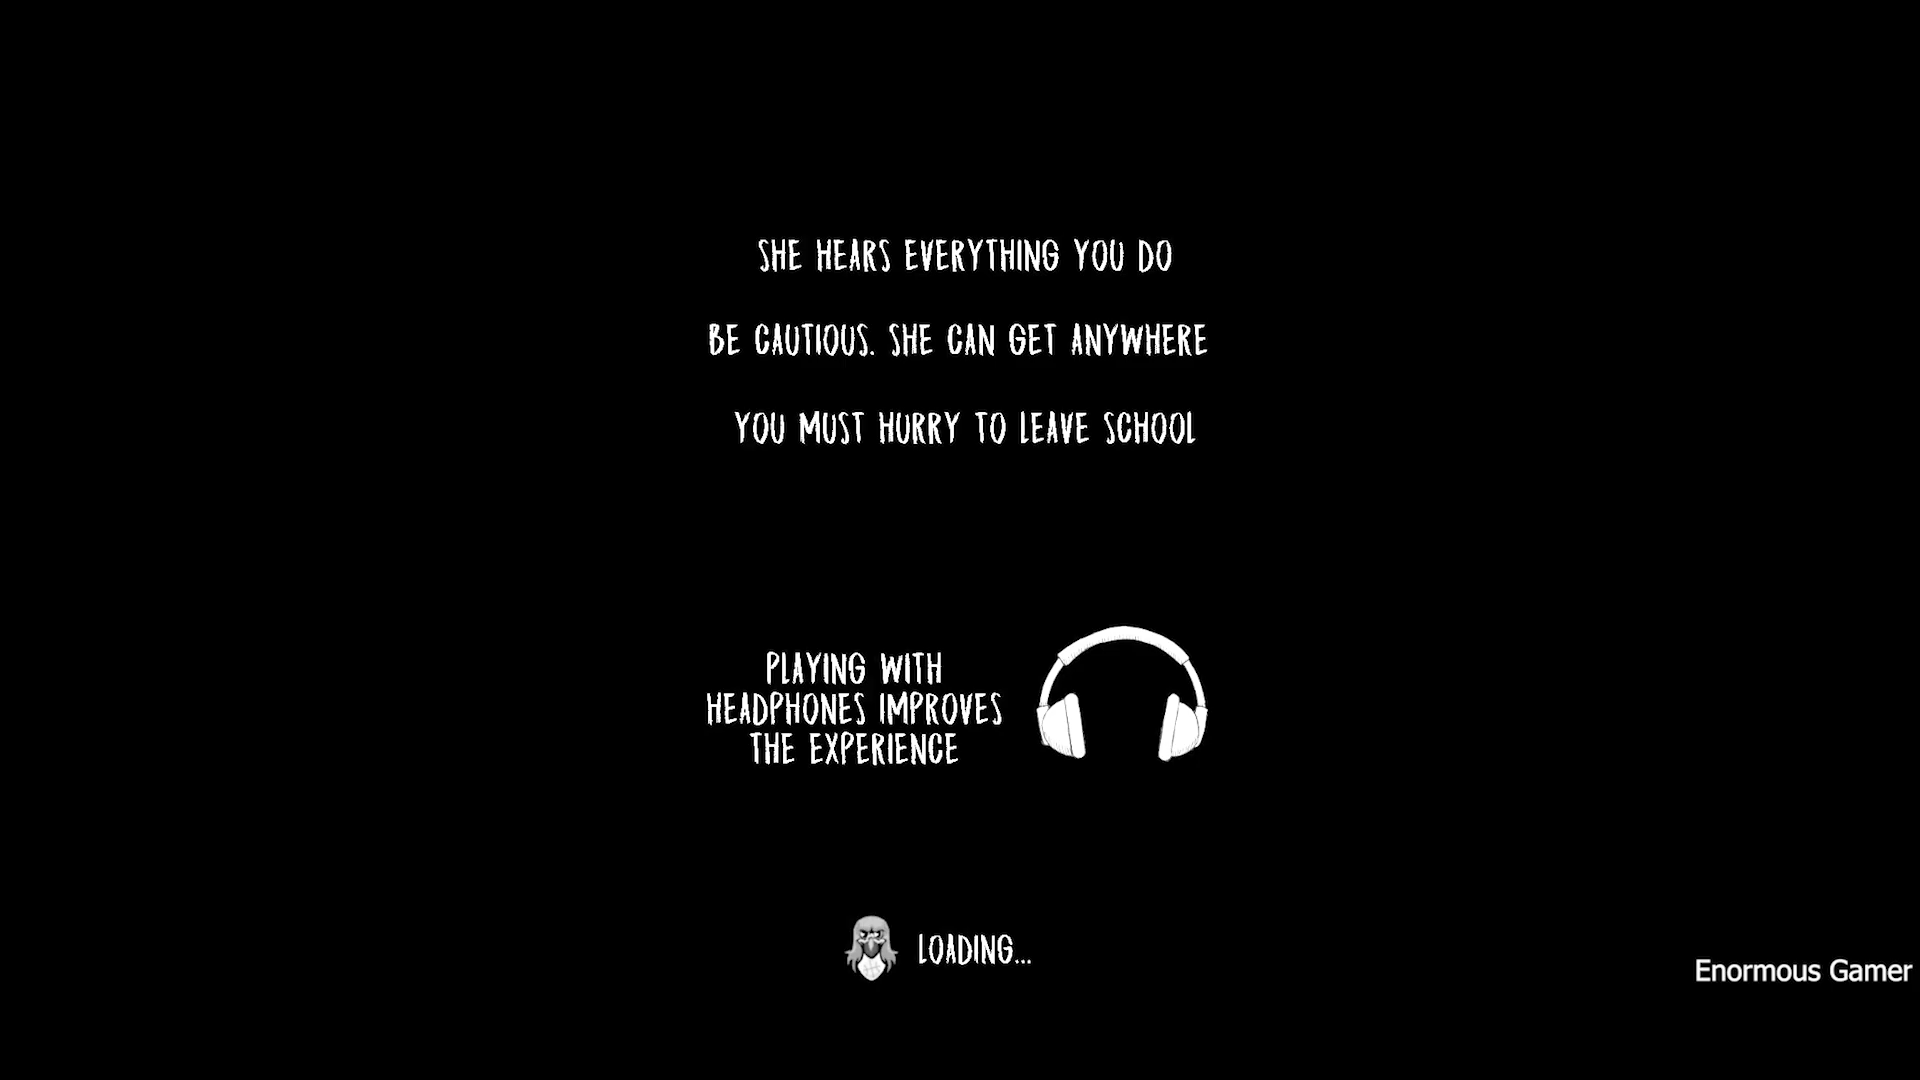 SHE HEARS EVERYTHING YOU DO
BE CAUTIOUS. SHE CAN GET ANYWHERE
YOU MUST HURRY TO LEAVE SCHOOL
PLAYING WITH
HEADPHONES IMPROVES
THE EXPERIENCE
LOADING...
Enormous Gamer